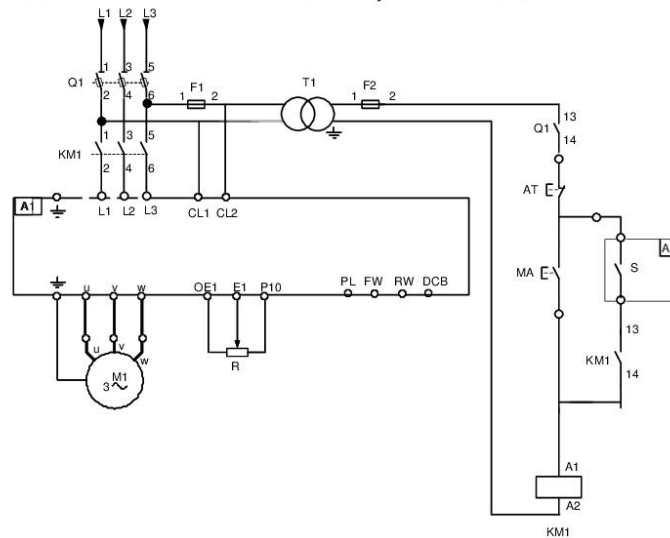 L1 L2 L3
Q1 1 3 5
2 4 6
F1
1 2
T1
F2
1 2
KM1 1 3 5
2 4 6
13
Q1
14
AT
A1
L1 L2 L3 CL1 CL2
A
MA
S
u v w OE1 E1 P10 PL FW RW DCB
13
KM1
14
u v w
R
M1
3
A1
A2
KM1